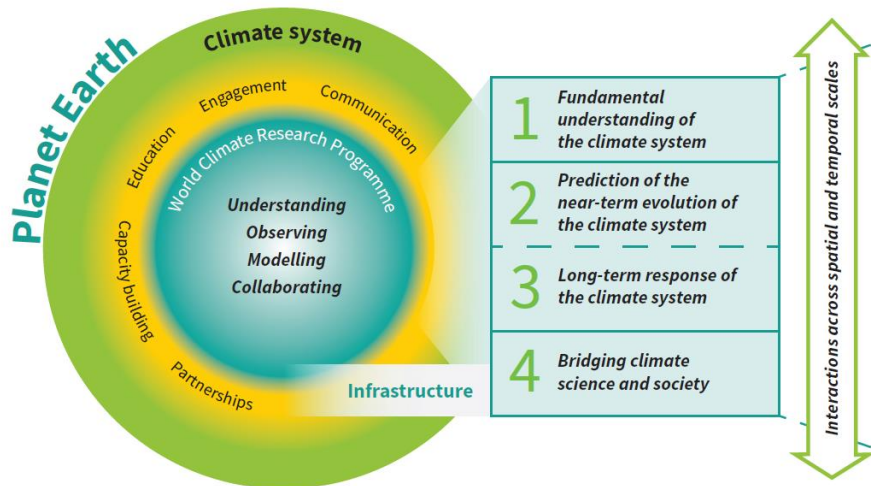 Planet Earth
Climate system
Engagement
Communication
Education
Capacity building
Partnerships
World Climate Research Programme
Understanding
Observing
Modelling
Collaborating
Infrastructure
1
Fundamental
understanding of
the climate system
2
Prediction of the
near-term evolution of
the climate system
3
Long-term response of
the climate system
4
Bridging climate
science and society
Interactions across spatial and temporal scales